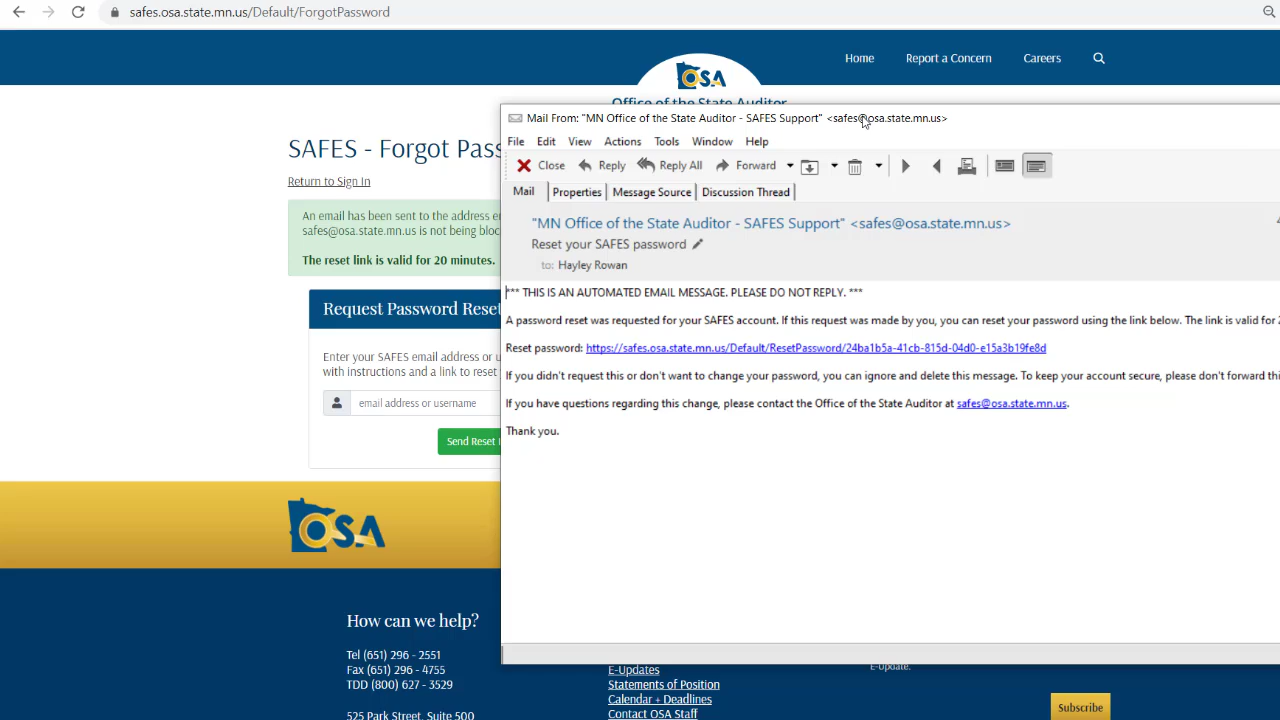 safes.osa.state.mn.us/Default/ForgotPassword
Home
Report a Concern
Careers
OSA
Office of the State Auditor
SAFES - Forgot Pass
Return to Sign In
An email has been sent to the address e
safes@osa.state.mn.us is not being bloc
The reset link is valid for 20 minutes.
Request Password Reset
Enter your SAFES email address or u
with instructions and a link to reset
email address or username
Send Reset
Mail From: "MN Office of the State Auditor - SAFES Support" <safes@osa.state.mn.us>
File Edit View Actions Tools Window Help
Close Reply Reply All Forward
Mail Properties Message Source Discussion Thread
"MN Office of the State Auditor - SAFES Support" <safes@osa.state.mn.us>
Reset your SAFES password
to: Hayley Rowan
*** THIS IS AN AUTOMATED EMAIL MESSAGE. PLEASE DO NOT REPLY. ***
A password reset was requested for your SAFES account. If this request was made by you, you can reset your password using the link below. The link is valid for
Reset password: https://safes.osa.state.mn.us/Default/ResetPassword/24ba1b5a-41cb-815d-04d0-e15a3b19fe8d
If you didn't request this or don't want to change your password, you can ignore and delete this message. To keep your account secure, please don't forward thi
If you have questions regarding this change, please contact the Office of the State Auditor at safes@osa.state.mn.us.
Thank you.
OSA
How can we help?
Tel (651) 296 - 2551
Fax (651) 296 - 4755
TDD (800) 627 - 3529
525 Park Street, Suite 500
E-Updates
Statements of Position
Calendar + Deadlines
Contact OSA Staff
E-Update.
Subscribe